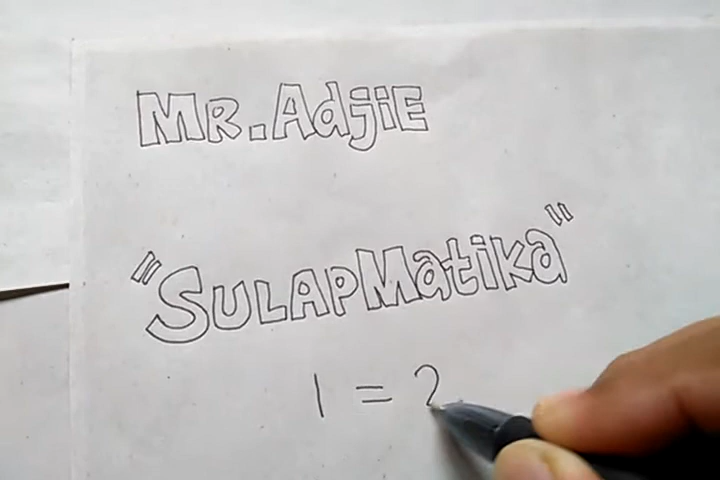 MR. AdjiE
"SULAPMatika"
1 = 2